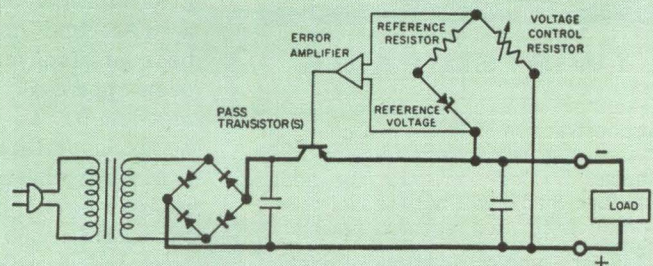 ERROR
AMPLIFIER
REFERENCE
RESISTOR
VOLTAGE
CONTROL
RESISTOR
PASS
TRANSISTOR(S)
REFERENCE
VOLTAGE
−
LOAD
+